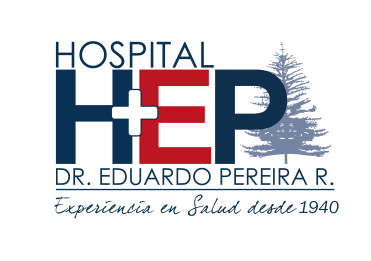 HOSPITAL
HEP
DR. EDUARDO PEREIRA R.
Experiencia en Salud desde 1940